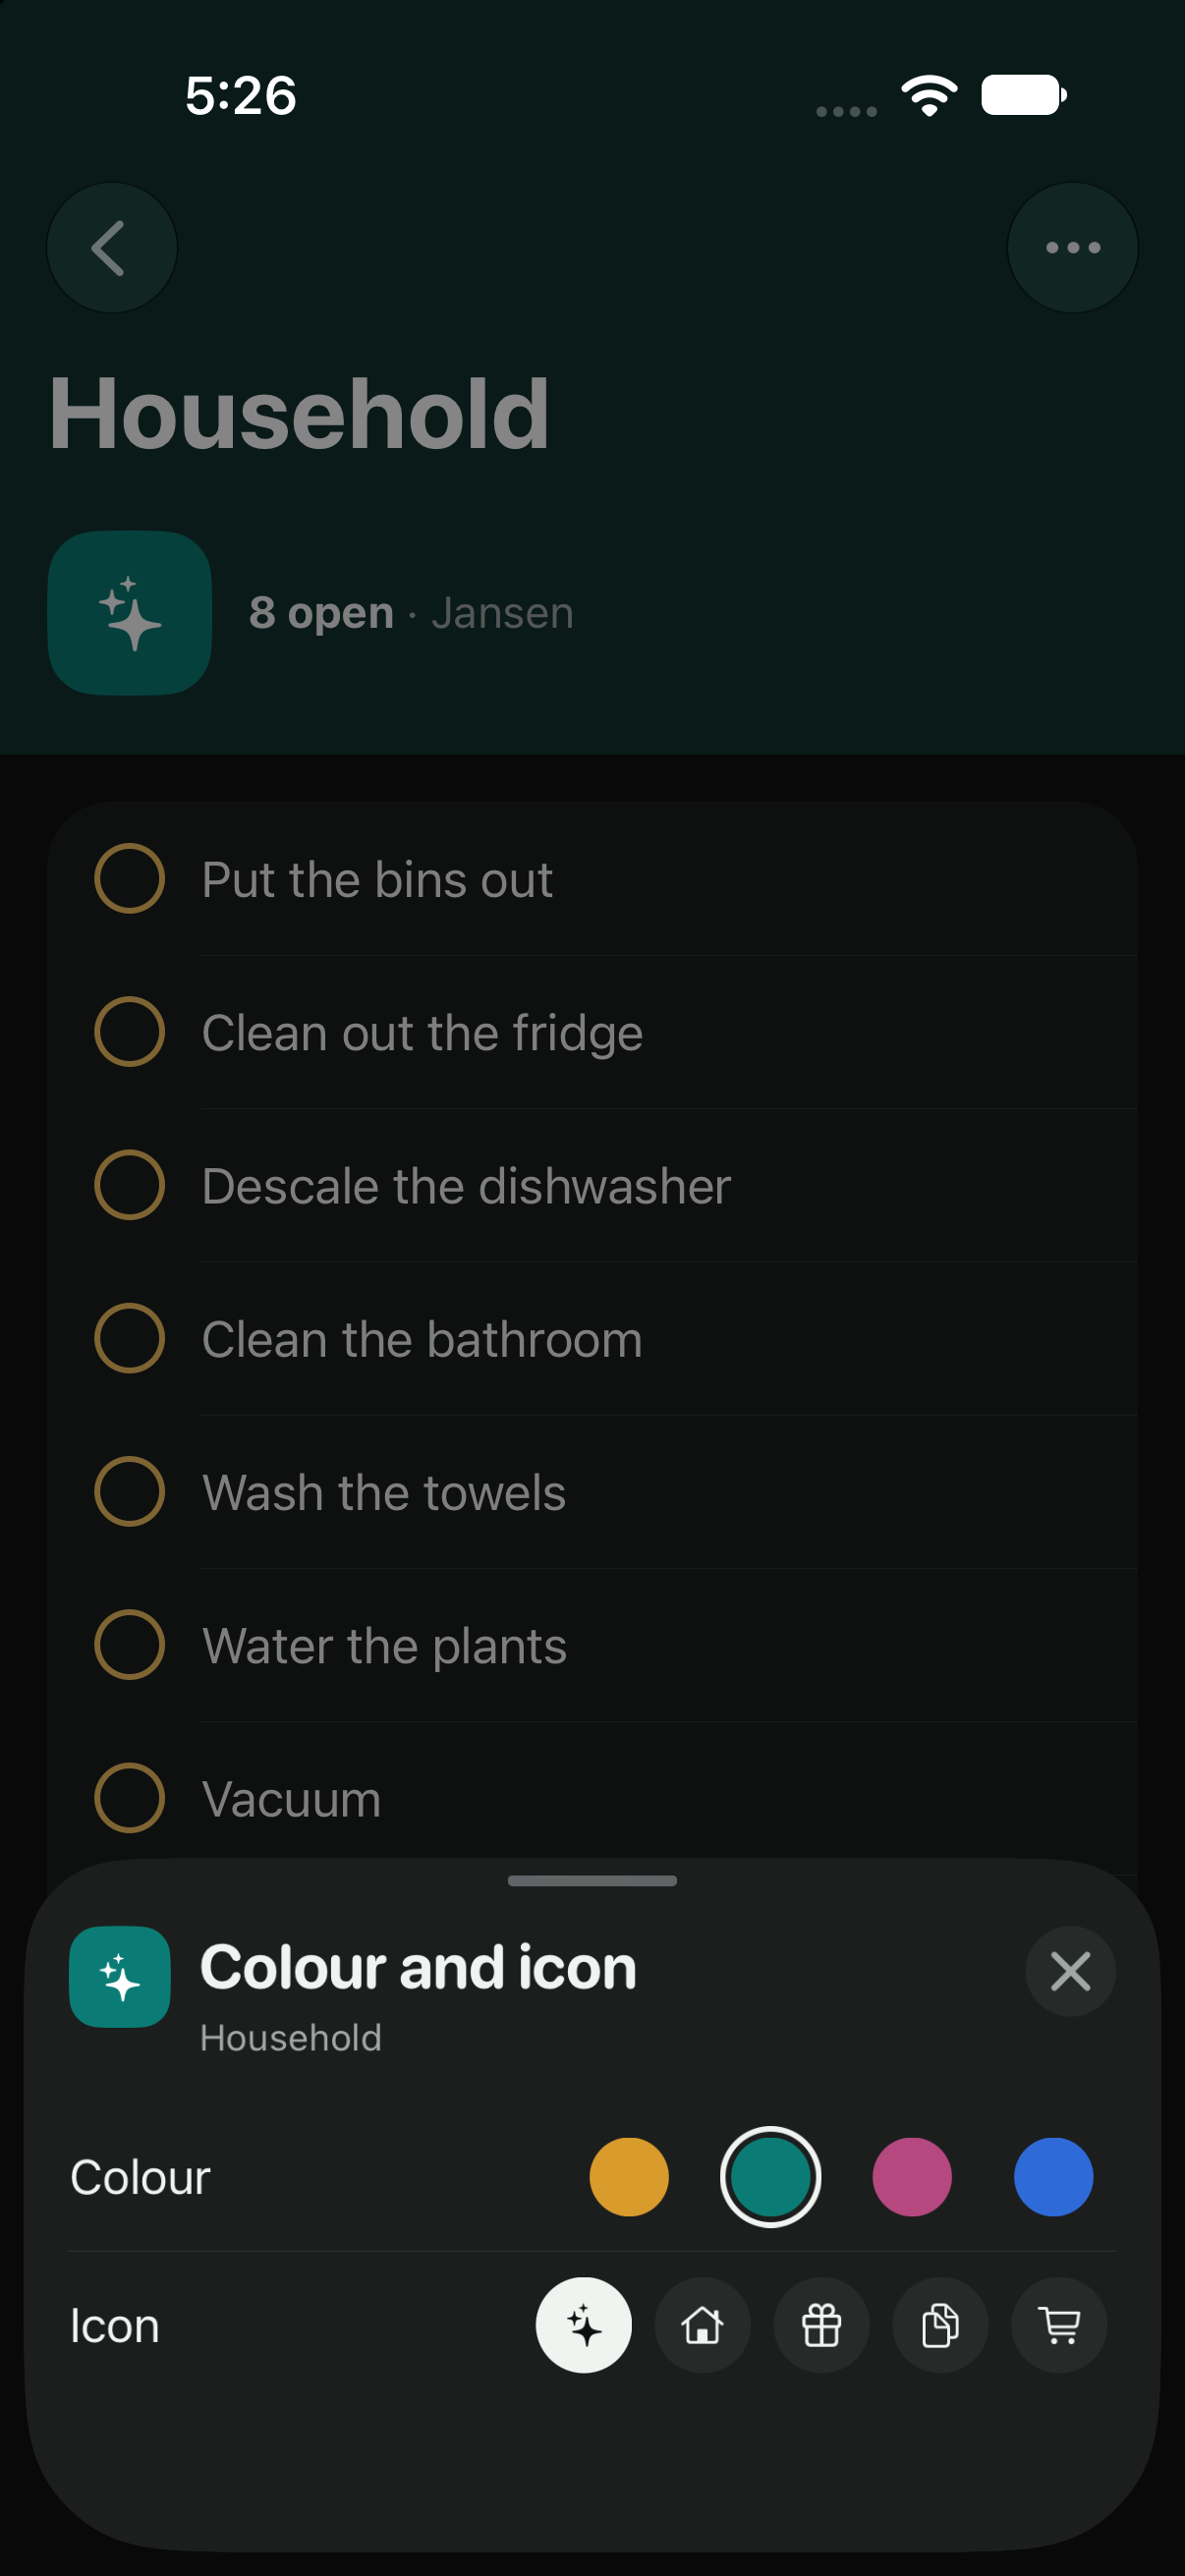 5:26
Household
8 open · Jansen
Put the bins out
Clean out the fridge
Descale the dishwasher
Clean the bathroom
Wash the towels
Water the plants
Vacuum
Colour and icon
Household
Colour
Icon